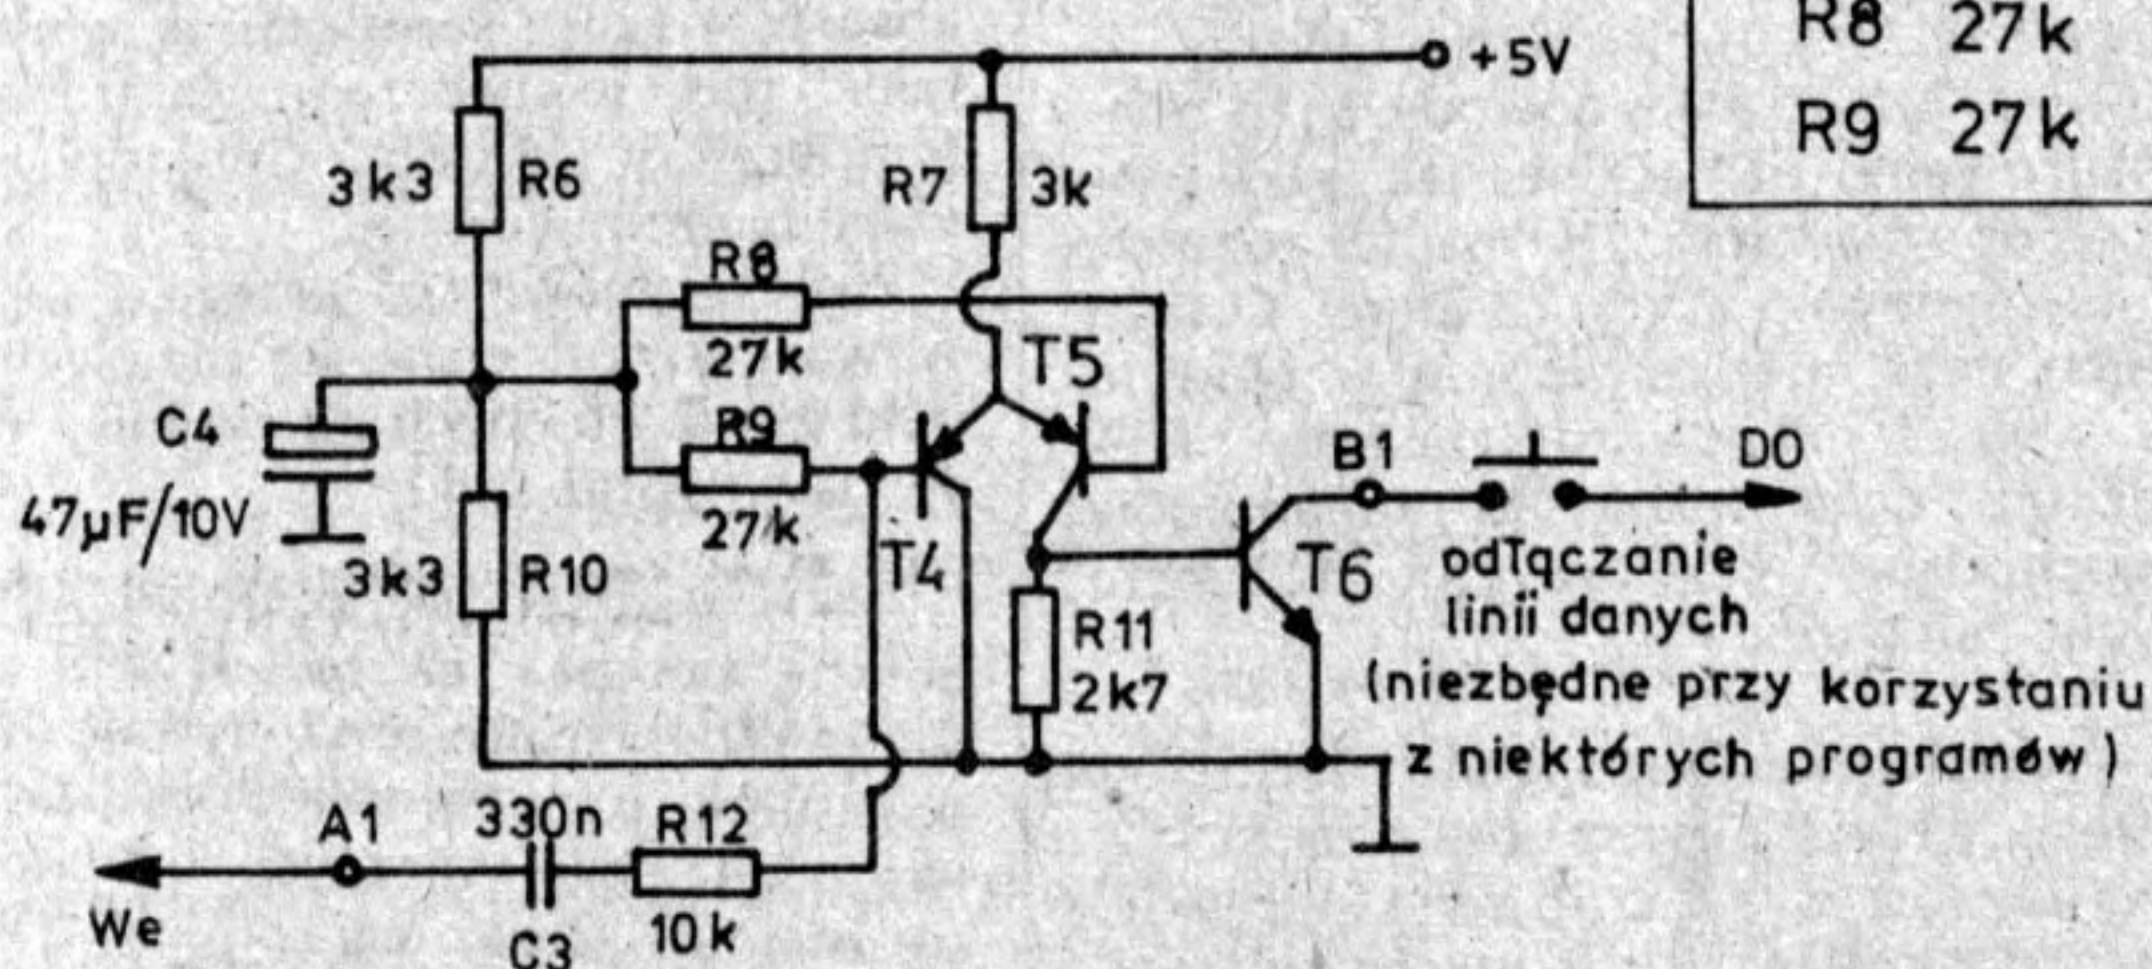 R8 27k
+5V
R9 27k
3k3 R6
R7 3k
R8
27k
T5
R9
C4
47µF/10V
27k
B1
D0
T4
T6
3k3 R10
odłączanie
linii danych
R11
2k7
(niezbędne przy korzystaniu
z niektórych programów)
A1
330n
R12
We
C3
10k